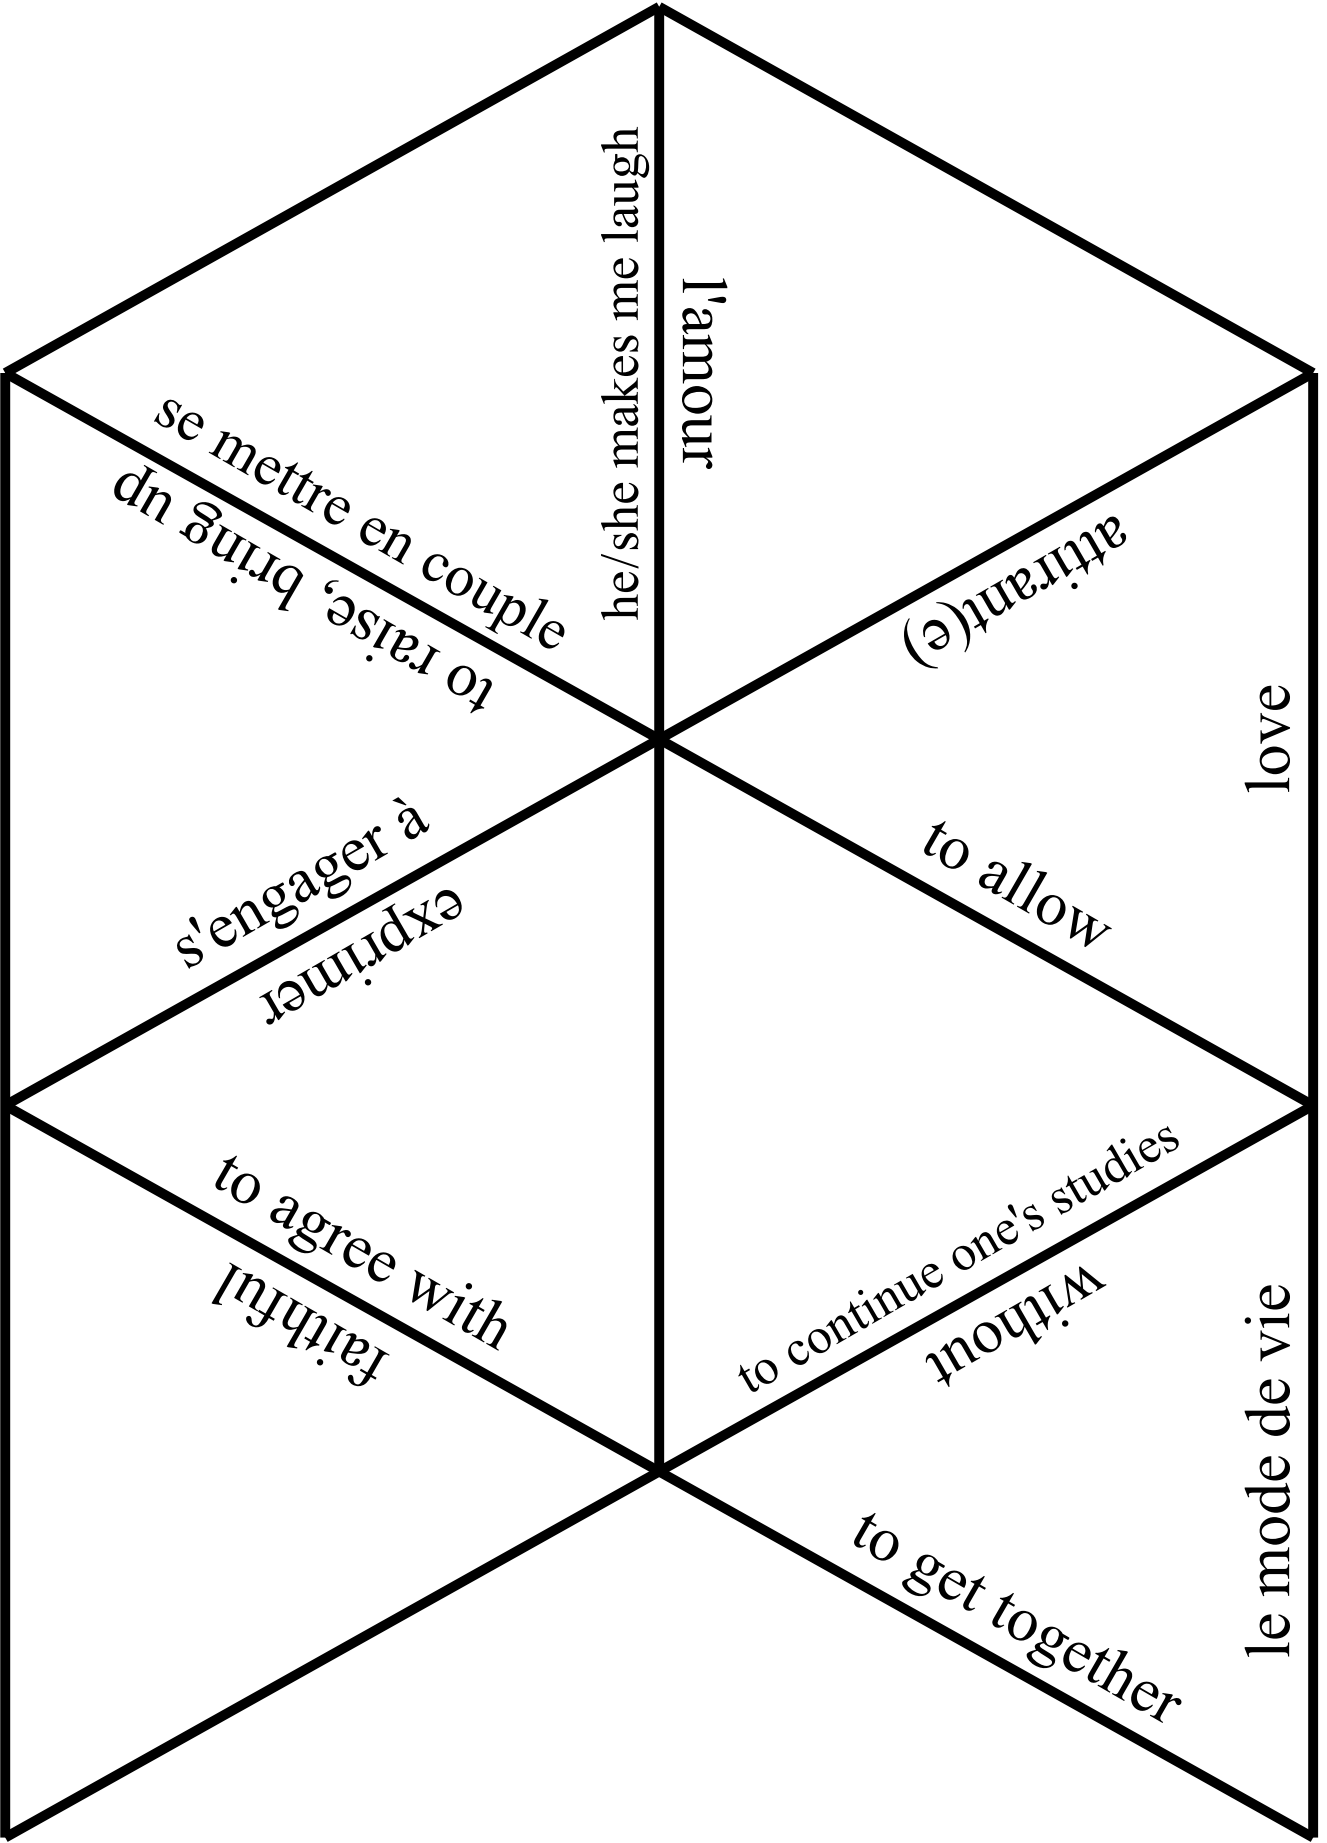 he/she makes me laugh
l'amour
se mettre en couple
to raise, bring up
attirant(e)
love
s'engager à
to allow
exprimer
to agree with
to continue one's studies
faithful
without
le mode de vie
to get together